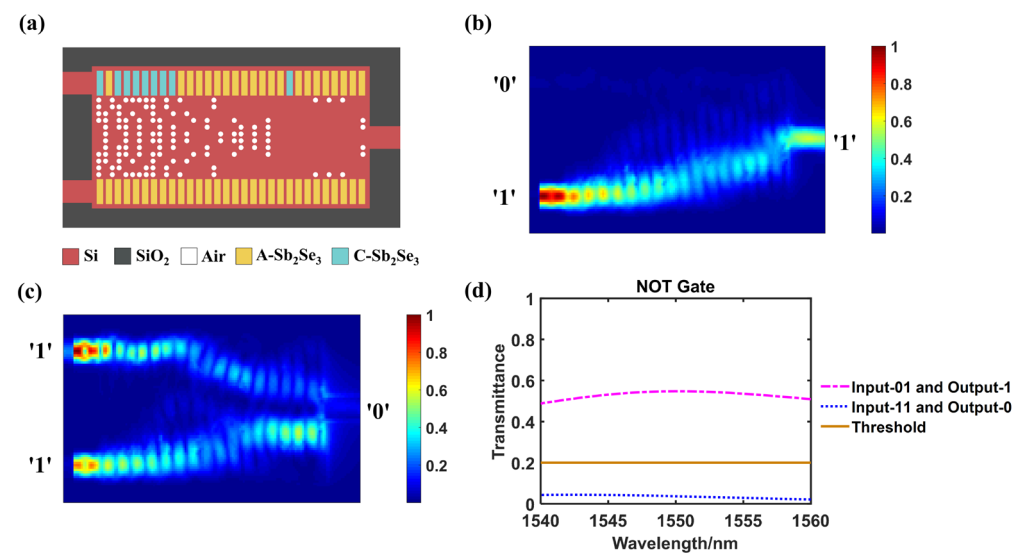 (a)
Si SiO₂ Air A-Sb₂Se₃ C-Sb₂Se₃
(b)
'0'
'1'
'1'
1
0.8
0.6
0.4
0.2
(c)
'1'
'1'
'0'
1
0.8
0.6
0.4
0.2
(d)
NOT Gate
Transmittance
1
0.8
0.6
0.4
0.2
0
1540 1545 1550 1555 1560
Wavelength/nm
Input-01 and Output-1
Input-11 and Output-0
Threshold